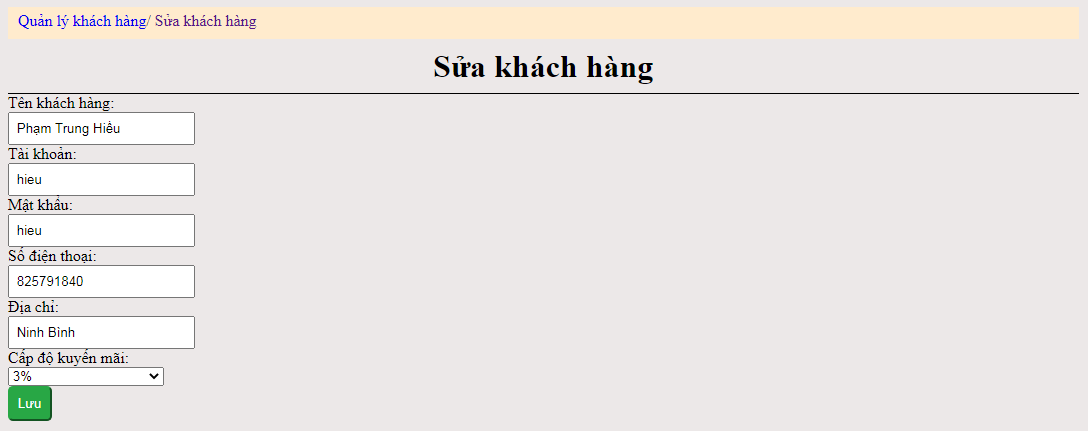 Quản lý khách hàng/ Sửa khách hàng
Sửa khách hàng
Tên khách hàng:
Phạm Trung Hiếu
Tài khoản:
hieu
Mật khẩu:
hieu
Số điện thoại:
825791840
Địa chỉ:
Ninh Bình
Cấp độ kuyến mãi:
3%
Lưu